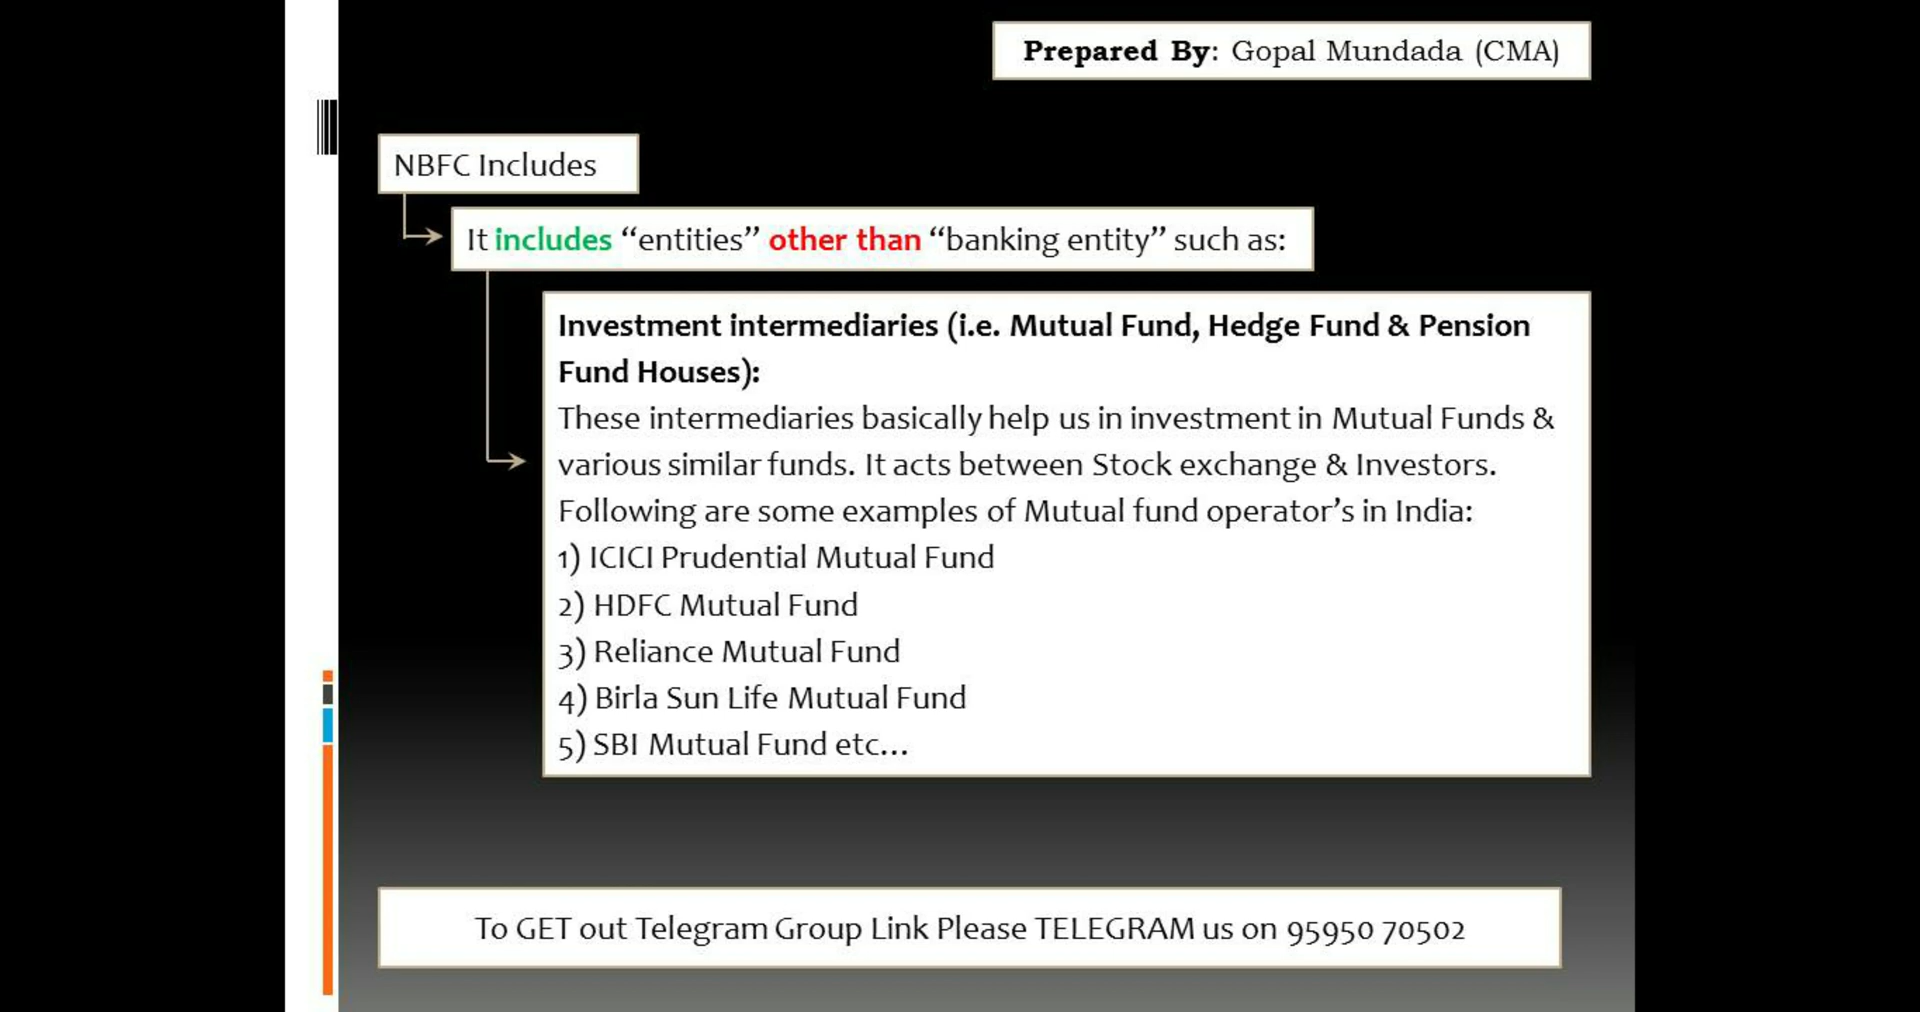 Prepared By: Gopal Mundada (CMA)
NBFC Includes
It includes “entities” other than “banking entity” such as:
Investment intermediaries (i.e. Mutual Fund, Hedge Fund & Pension
Fund Houses):
These intermediaries basically help us in investment in Mutual Funds &
various similar funds. It acts between Stock exchange & Investors.
Following are some examples of Mutual fund operator’s in India:
1) ICICI Prudential Mutual Fund
2) HDFC Mutual Fund
3) Reliance Mutual Fund
4) Birla Sun Life Mutual Fund
5) SBI Mutual Fund etc...
To GET out Telegram Group Link Please TELEGRAM us on 95950 70502